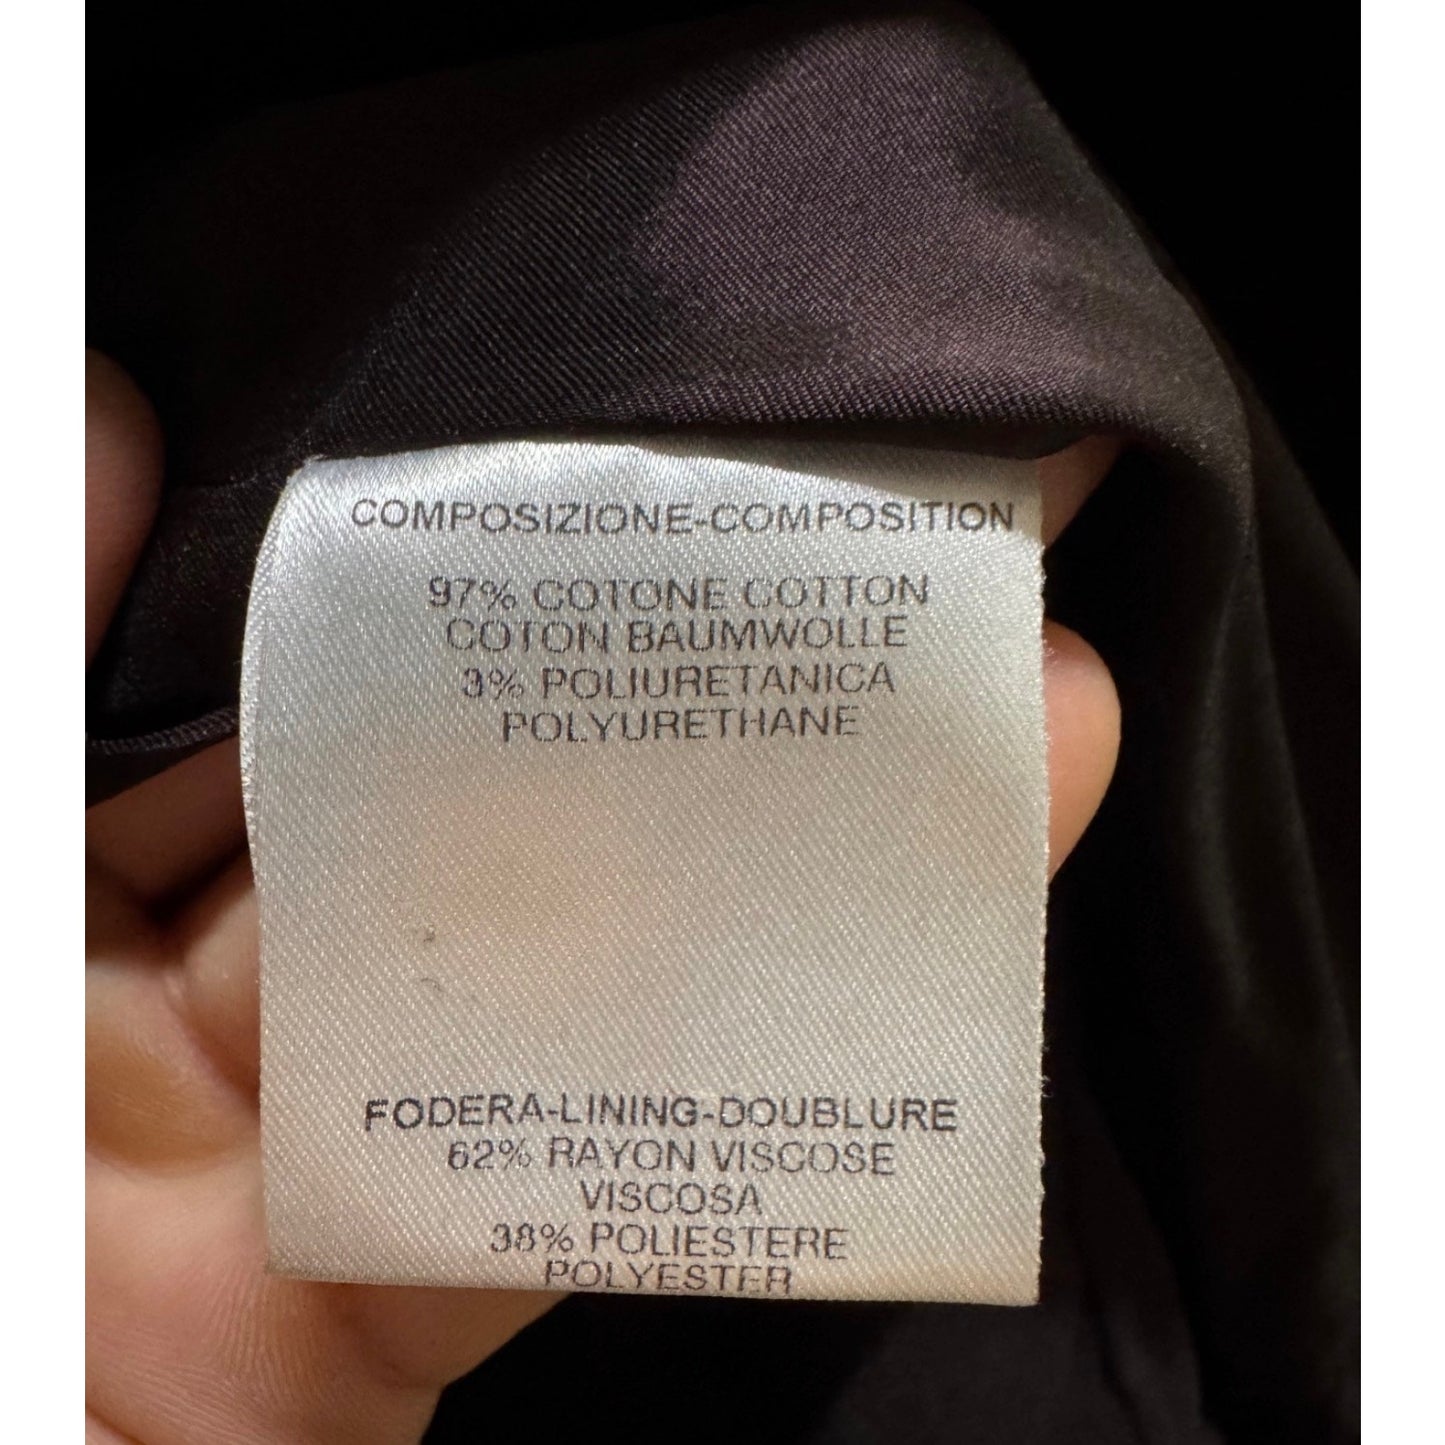 COMPOSIZIONE-COMPOSITION
97% COTONE COTTON
COTON BAUMWOLLE
3% POLIURETANICA
POLYURETHANE
FODERA-LINING-DOUBLURE
62% RAYON VISCOSE
VISCOSA
38% POLIESTERE
POLYESTER